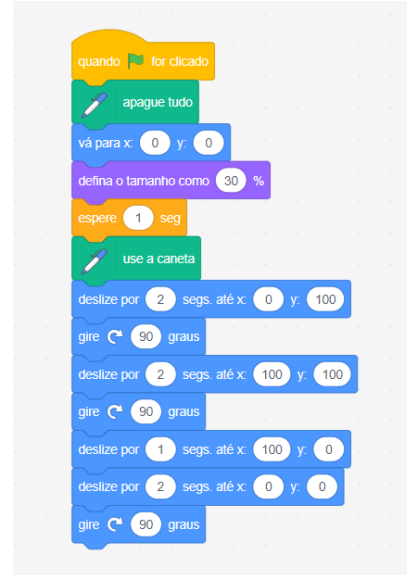 quando for clicado
apague tudo
vá para x: 0 y: 0
defina o tamanho como 30 %
espere 1 seg
use a caneta
deslize por 2 segs. até x: 0 y: 100
gire 90 graus
deslize por 2 segs. até x: 100 y: 100
gire 90 graus
deslize por 1 segs. até x: 100 y: 0
deslize por 2 segs. até x: 0 y: 0
gire 90 graus